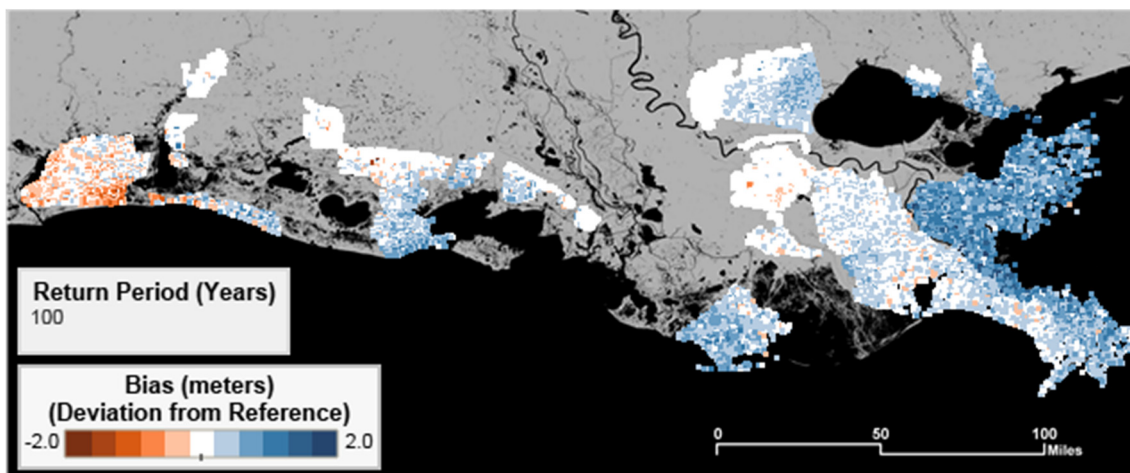 Return Period (Years)
100
Bias (meters)
(Deviation from Reference)
-2.0 2.0
0 50 100
Miles